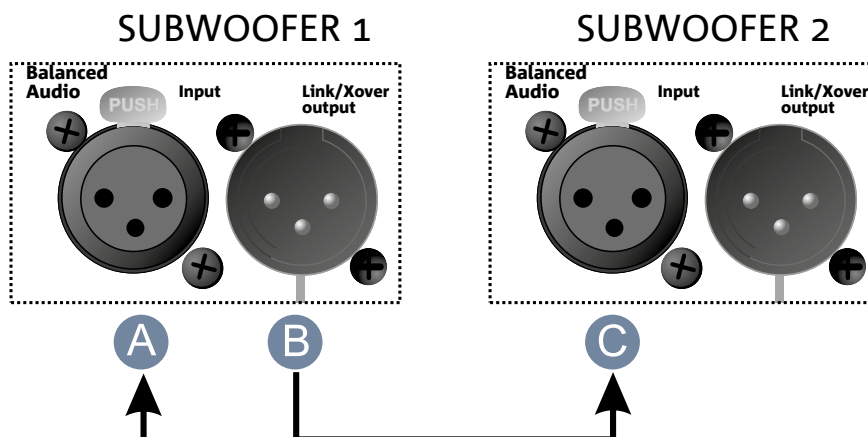 SUBWOOFER 1
SUBWOOFER 2
Balanced
Audio
PUSH
Input
Link/Xover
output
Balanced
Audio
PUSH
Input
Link/Xover
output
A
B
C